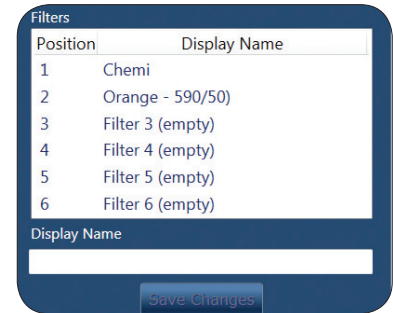 Filters
Position Display Name
1 Chemi
2 Orange - 590/50)
3 Filter 3 (empty)
4 Filter 4 (empty)
5 Filter 5 (empty)
6 Filter 6 (empty)
Display Name
Save Changes